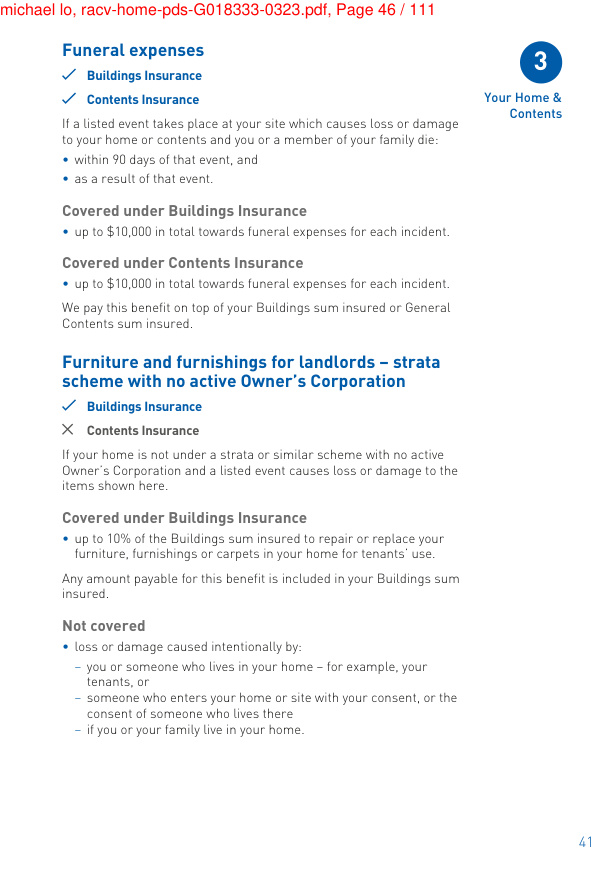 michael lo, racv-home-pds-G018333-0323.pdf, Page 46 / 111
Funeral expenses
Buildings Insurance
Contents Insurance
If a listed event takes place at your site which causes loss or damage
to your home or contents and you or a member of your family die:
• within 90 days of that event, and
• as a result of that event.
Covered under Buildings Insurance
• up to $10,000 in total towards funeral expenses for each incident.
Covered under Contents Insurance
• up to $10,000 in total towards funeral expenses for each incident.
We pay this benefit on top of your Buildings sum insured or General
Contents sum insured.
Furniture and furnishings for landlords – strata
scheme with no active Owner's Corporation
Buildings Insurance
Contents Insurance
If your home is not under a strata or similar scheme with no active
Owner's Corporation and a listed event causes loss or damage to the
items shown here.
Covered under Buildings Insurance
• up to 10% of the Buildings sum insured to repair or replace your
furniture, furnishings or carpets in your home for tenants' use.
Any amount payable for this benefit is included in your Buildings sum
insured.
Not covered
• loss or damage caused intentionally by:
– you or someone who lives in your home – for example, your
tenants, or
– someone who enters your home or site with your consent, or the
consent of someone who lives there
– if you or your family live in your home.
3
Your Home &
Contents
41